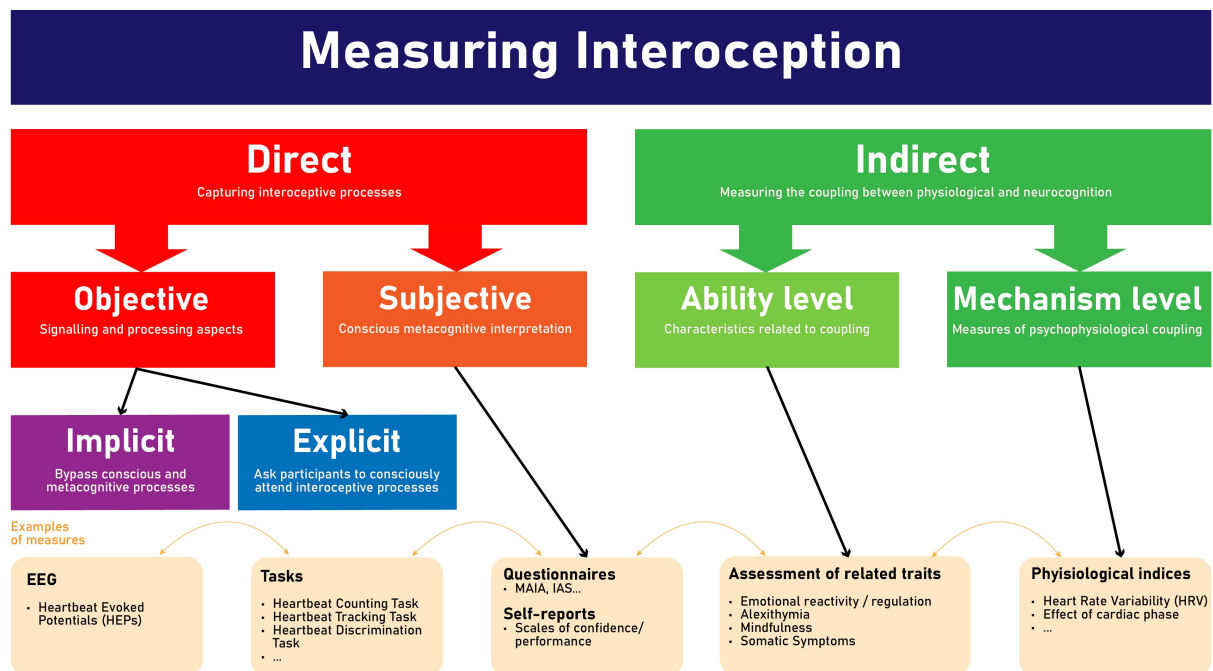 Measuring Interoception
Direct
Capturing interoceptive processes
Indirect
Measuring the coupling between physiological and neurocognition
Objective
Signalling and processing aspects
Subjective
Conscious metacognitive interpretation
Ability level
Characteristics related to coupling
Mechanism level
Measures of psychophysiological coupling
Implicit
Bypass conscious and
metacognitive processes
Explicit
Ask participants to consciously
attend interoceptive processes
Examples
of measures
EEG
• Heartbeat Evoked
Potentials (HEPs)
Tasks
• Heartbeat Counting Task
• Heartbeat Tracking Task
• Heartbeat Discrimination
Task
• ...
Questionnaires
• MAIA, IAS...
Self-reports
• Scales of confidence/
performance
Assessment of related traits
• Emotional reactivity / regulation
• Alexithymia
• Mindfulness
• Somatic Symptoms
Phyisiological indices
• Heart Rate Variability (HRV)
• Effect of cardiac phase
• ...